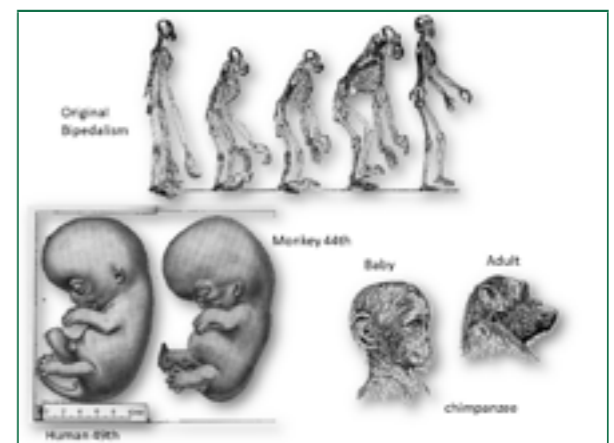 Original
Bipedalism
Monkey 44th
Baby
Adult
chimpanzee
Human 49th